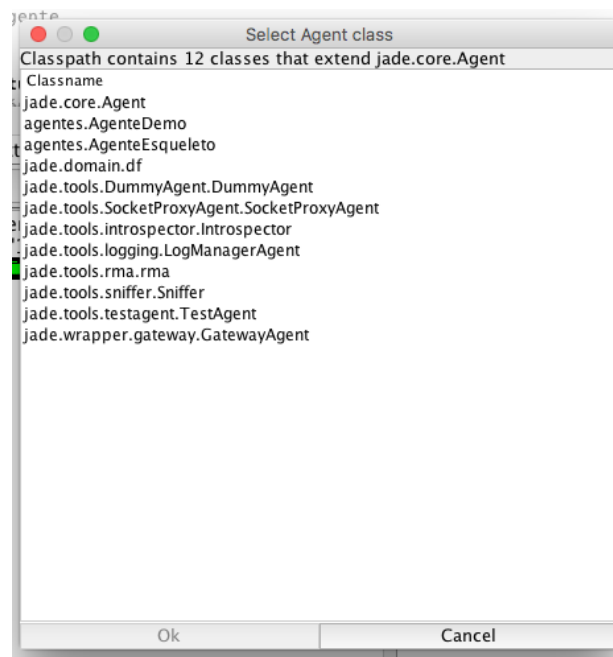 gente
Select Agent class
Classpath contains 12 classes that extend jade.core.Agent
Classname
jade.core.Agent
agentes.AgenteDemo
agentes.AgenteEsqueleto
jade.domain.df
jade.tools.DummyAgent.DummyAgent
jade.tools.SocketProxyAgent.SocketProxyAgent
jade.tools.introspector.Introspector
jade.tools.logging.LogManagerAgent
jade.tools.rma.rma
jade.tools.sniffer.Sniffer
jade.tools.testagent.TestAgent
jade.wrapper.gateway.GatewayAgent
Ok Cancel